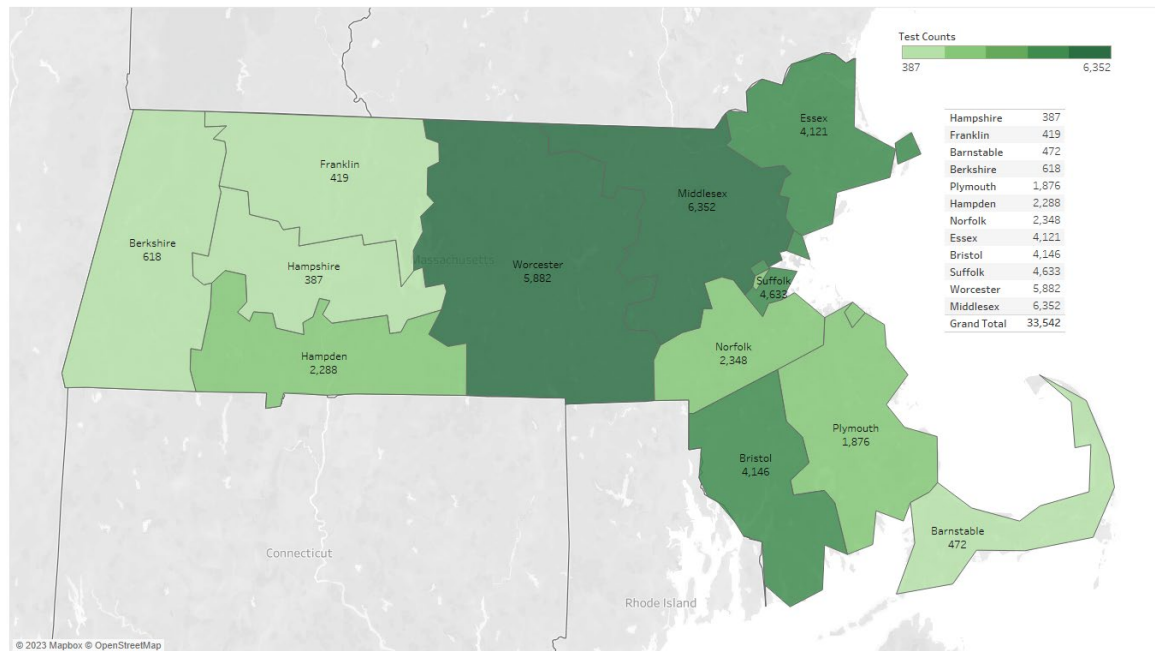 Test Counts
387 6,352
Essex
4,121
Hampshire 387
Franklin 419
Barnstable 472
Berkshire 618
Plymouth 1,876
Hampden 2,288
Norfolk 2,348
Essex 4,121
Bristol 4,146
Suffolk 4,633
Worcester 5,882
Middlesex 6,352
Grand Total 33,542
Franklin
419
Middlesex
6,352
Berkshire
618
Hampshire
387
Massachusetts
Worcester
5,882
Suffolk
4,633
Hampden
2,288
Norfolk
2,348
Plymouth
1,876
Bristol
4,146
Barnstable
472
Connecticut
Rhode Island
© 2023 Mapbox © OpenStreetMap